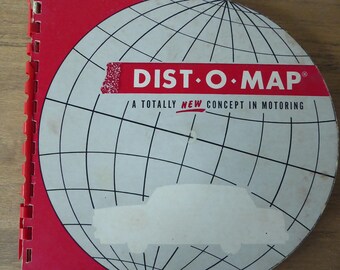 DIST·O·MAP®
A TOTALLY NEW CONCEPT IN MOTORING